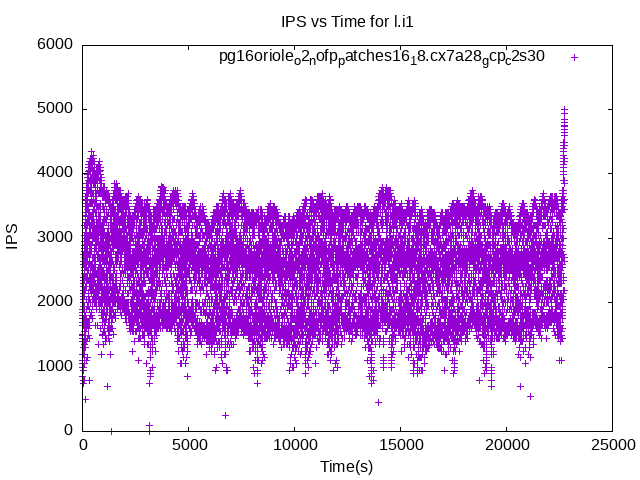 IPS vs Time for l.i1
6000
pg16oriole_o2_nofp_patches16_18.cx7a28_gcp_c2s30
5000
4000
IPS
3000
2000
1000
0
0 5000 10000 15000 20000 25000
Time(s)